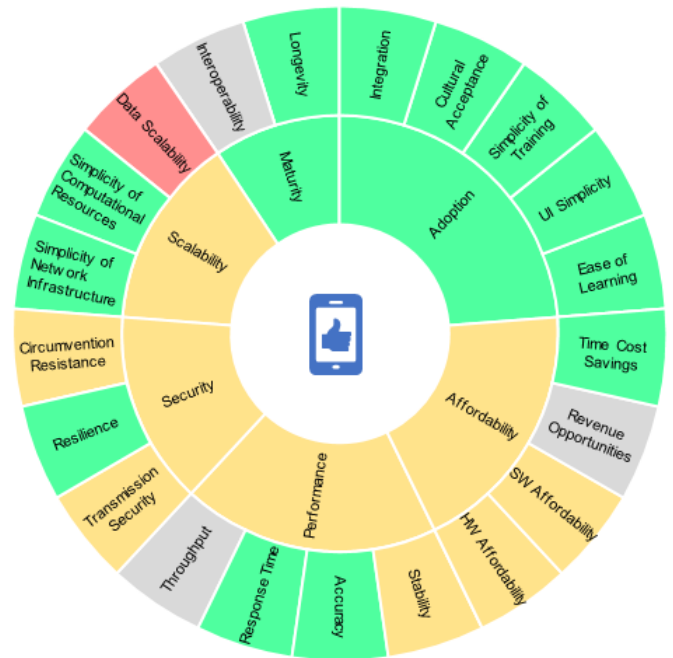 Longevity
Integration
Cultural
Acceptance
Simplicity of
Training
UI Simplicity
Ease of
Learning
Time Cost
Savings
Revenue
Opportunities
SW Affordability
HW Affordability
Stability
Accuracy
Response Time
Throughput
Transmission
Security
Resilience
Circumvention
Resistance
Simplicity of
Network
Infrastructure
Simplicity of
Computational
Resources
Data Scalability
Interoperability
Maturity
Adoption
Affordability
Performance
Security
Scalability